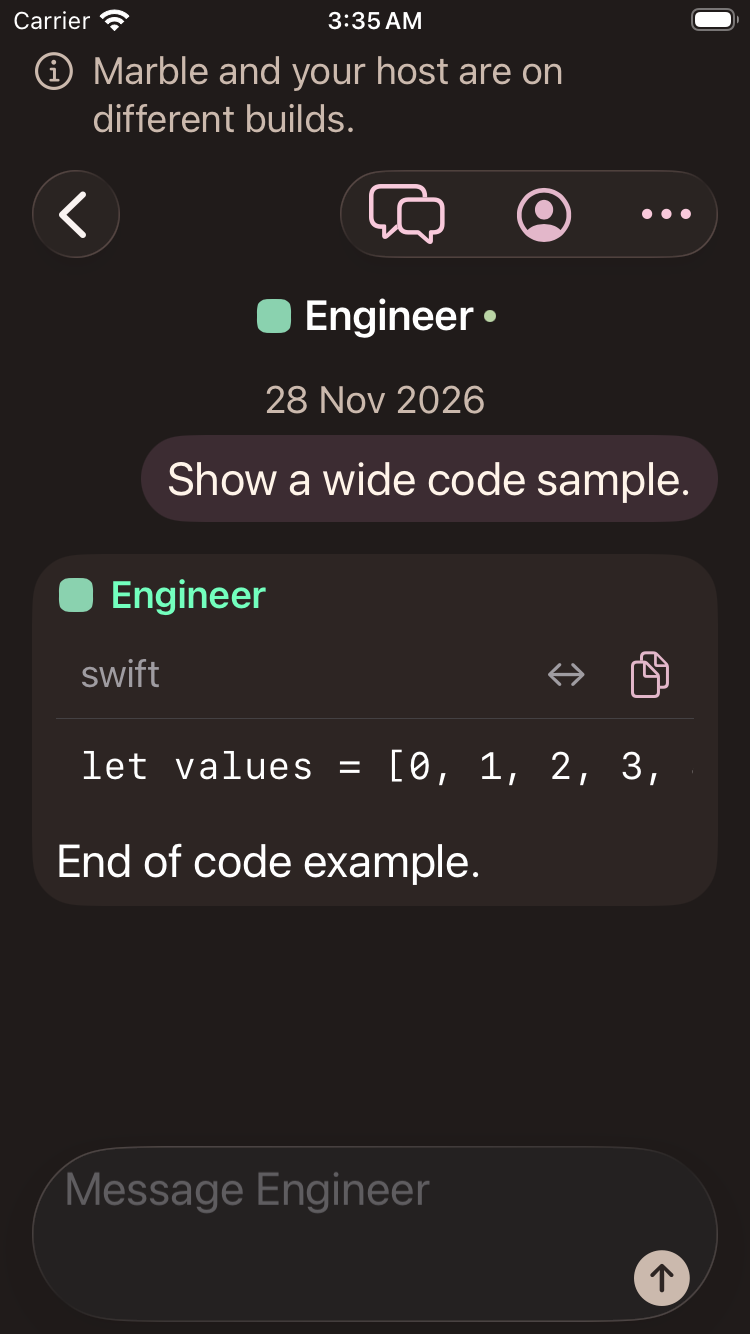 Carrier 3:35 AM
Marble and your host are on
different builds.
Engineer
28 Nov 2026
Show a wide code sample.
Engineer
swift
let values = [0, 1, 2, 3,
End of code example.
Message Engineer